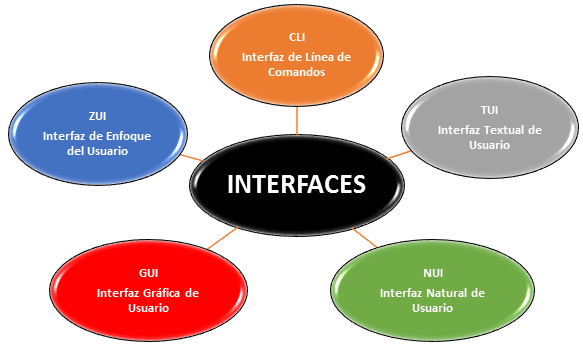 CLI
Interfaz de Línea de
Comandos
ZUI
Interfaz de Enfoque
del Usuario
TUI
Interfaz Textual de
Usuario
INTERFACES
GUI
Interfaz Gráfica de
Usuario
NUI
Interfaz Natural de
Usuario